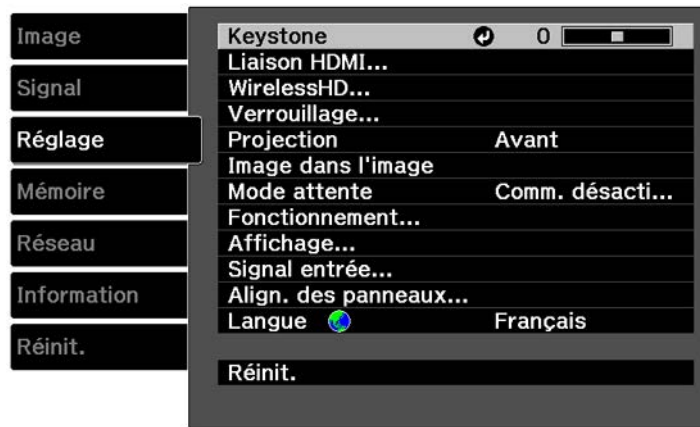 Image
Signal
Réglage
Mémoire
Réseau
Information
Réinit.
Keystone 0
Liaison HDMI...
WirelessHD...
Verrouillage...
Projection Avant
Image dans l'image
Mode attente Comm. désacti...
Fonctionnement...
Affichage...
Signal entrée...
Align. des panneaux...
Langue Français
Réinit.